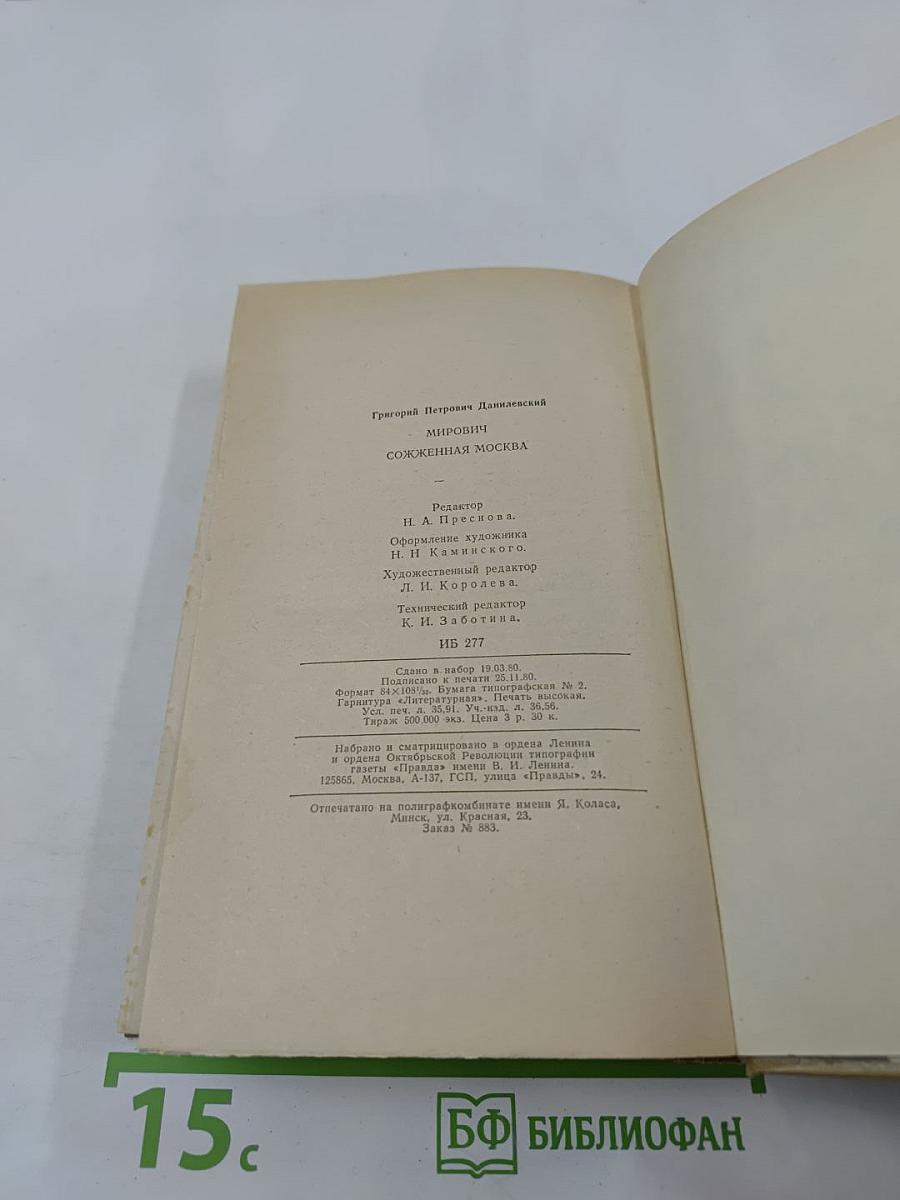 Григорий Петрович Данилевский
МИРОВИЧ
СОЖЖЕННАЯ МОСКВА
—
Редактор
Н. А. Преснова.
Оформление художника
Н. Н Каминского.
Художественный редактор
Л. И. Королева.
Технический редактор
К. И. Заботина.
ИБ 277
Сдано в набор 19.03.80.
Подписано к печати 25.11.80.
Формат 84×108¹/₃₂. Бумага типографская № 2.
Гарнитура «Литературная». Печать высокая.
Усл. печ. л. 35,91. Уч.-изд. л. 36,56.
Тираж 500.000 экз. Цена 3 р. 30 к.
Набрано и сматрицировано в ордена Ленина
и ордена Октябрьской Революции типографии
газеты «Правда» имени В. И. Ленина.
125865, Москва, А-137, ГСП, улица «Правды», 24.
Отпечатано на полиграфкомбинате имени Я. Коласа,
Минск, ул. Красная, 23.
Заказ № 883.
15 с
БФ БИБЛИОФАН